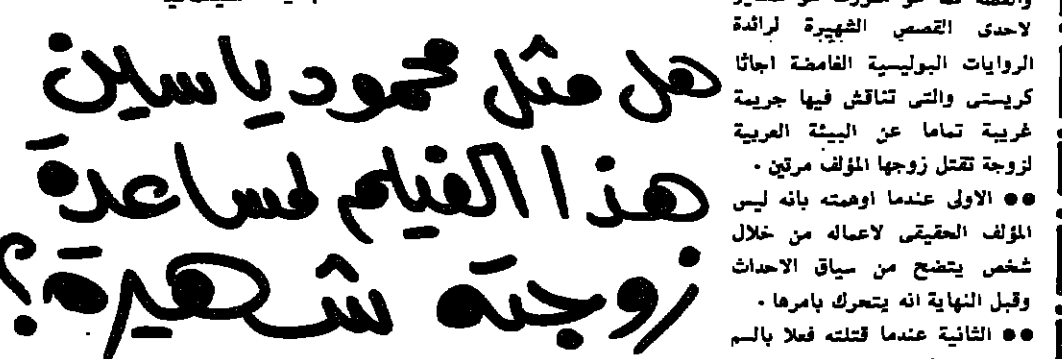 لاحدى القصص الشهيرة لرائدة
الروايات البوليسية الغامضة اجاثا
كريستى والتى تناقش فيها جريمة
غريبة تماما عن البيئة العربية
لزوجة تقتل زوجها المؤلف مرتين •
●● الاولى عندما اوهمته بانه ليس
المؤلف الحقيقى لاعماله من خلال
شخص يتضح من سياق الاحداث
وقبل النهاية انه يتحرك بامرها •
●● الثانية عندما قتلته فعلا بالسم
هل مثل محمود ياسين
هذا الفيلم لمساعدة
زوجته شهيرة؟